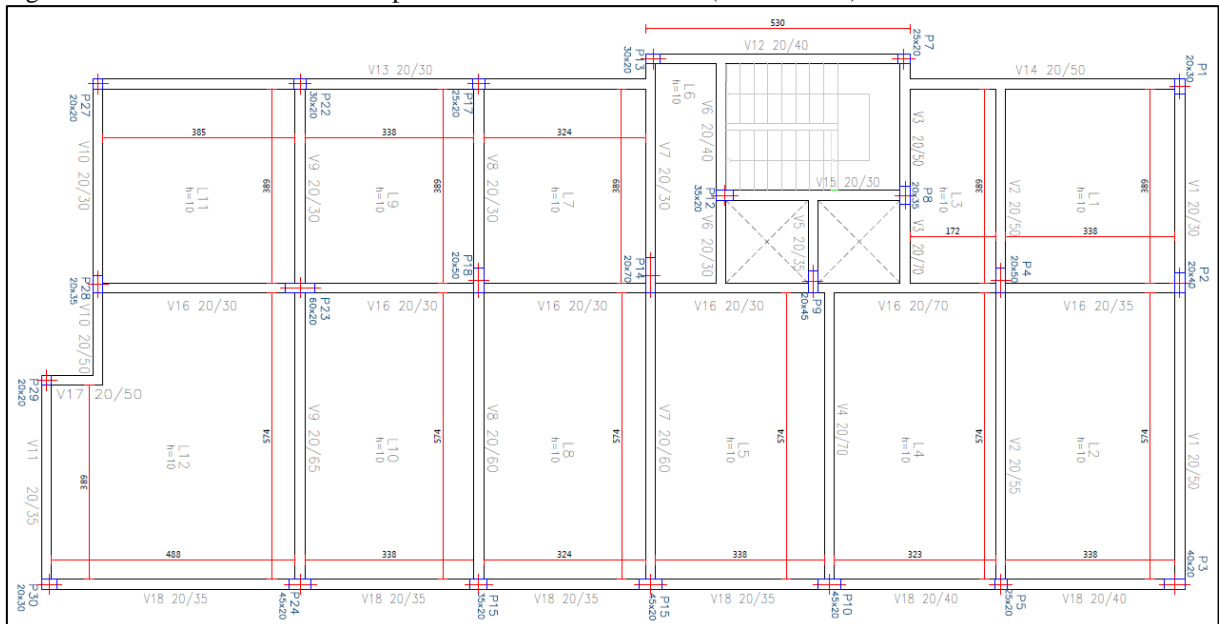 530
V12 20/40
P7
25x20
P13
30x20
V13 20/30
V14 20/50
P1
20x30
P27
20x20
P22
30x20
P17
25x20
L6
h=10
V6 20/40
V3 20/50
385
338
324
V10 20/30
L11
h=10
389
V9 20/30
L9
h=10
389
V8 20/30
L7
h=10
389
V7 20/30
P12
35x20
V15 20/30
P8
20x35
L3
h=10
389
V2 20/50
L1
h=10
389
V1 20/30
172
338
V6 20/30
V5 20/35
V3 20/70
P28
20x35
P23
60x20
P18
20x50
P14
20x70
P9
20x45
P4
20x50
P2
20x40
V16 20/30
V16 20/30
V16 20/30
V16 20/30
V16 20/70
V16 20/35
V10 20/50
P29
20x20
V17 20/50
V11 20/35
389
L12
h=10
574
V9 20/65
L10
h=10
574
V8 20/60
L8
h=10
574
V7 20/60
L5
h=10
574
V4 20/70
L4
h=10
574
V2 20/55
L2
h=10
574
V1 20/50
488
338
324
338
323
338
P30
20x30
V18 20/35
P24
45x20
V18 20/35
P15
35x20
V18 20/35
P15
45x20
V18 20/35
P10
45x20
V18 20/40
P5
25x20
V18 20/40
P3
40x20